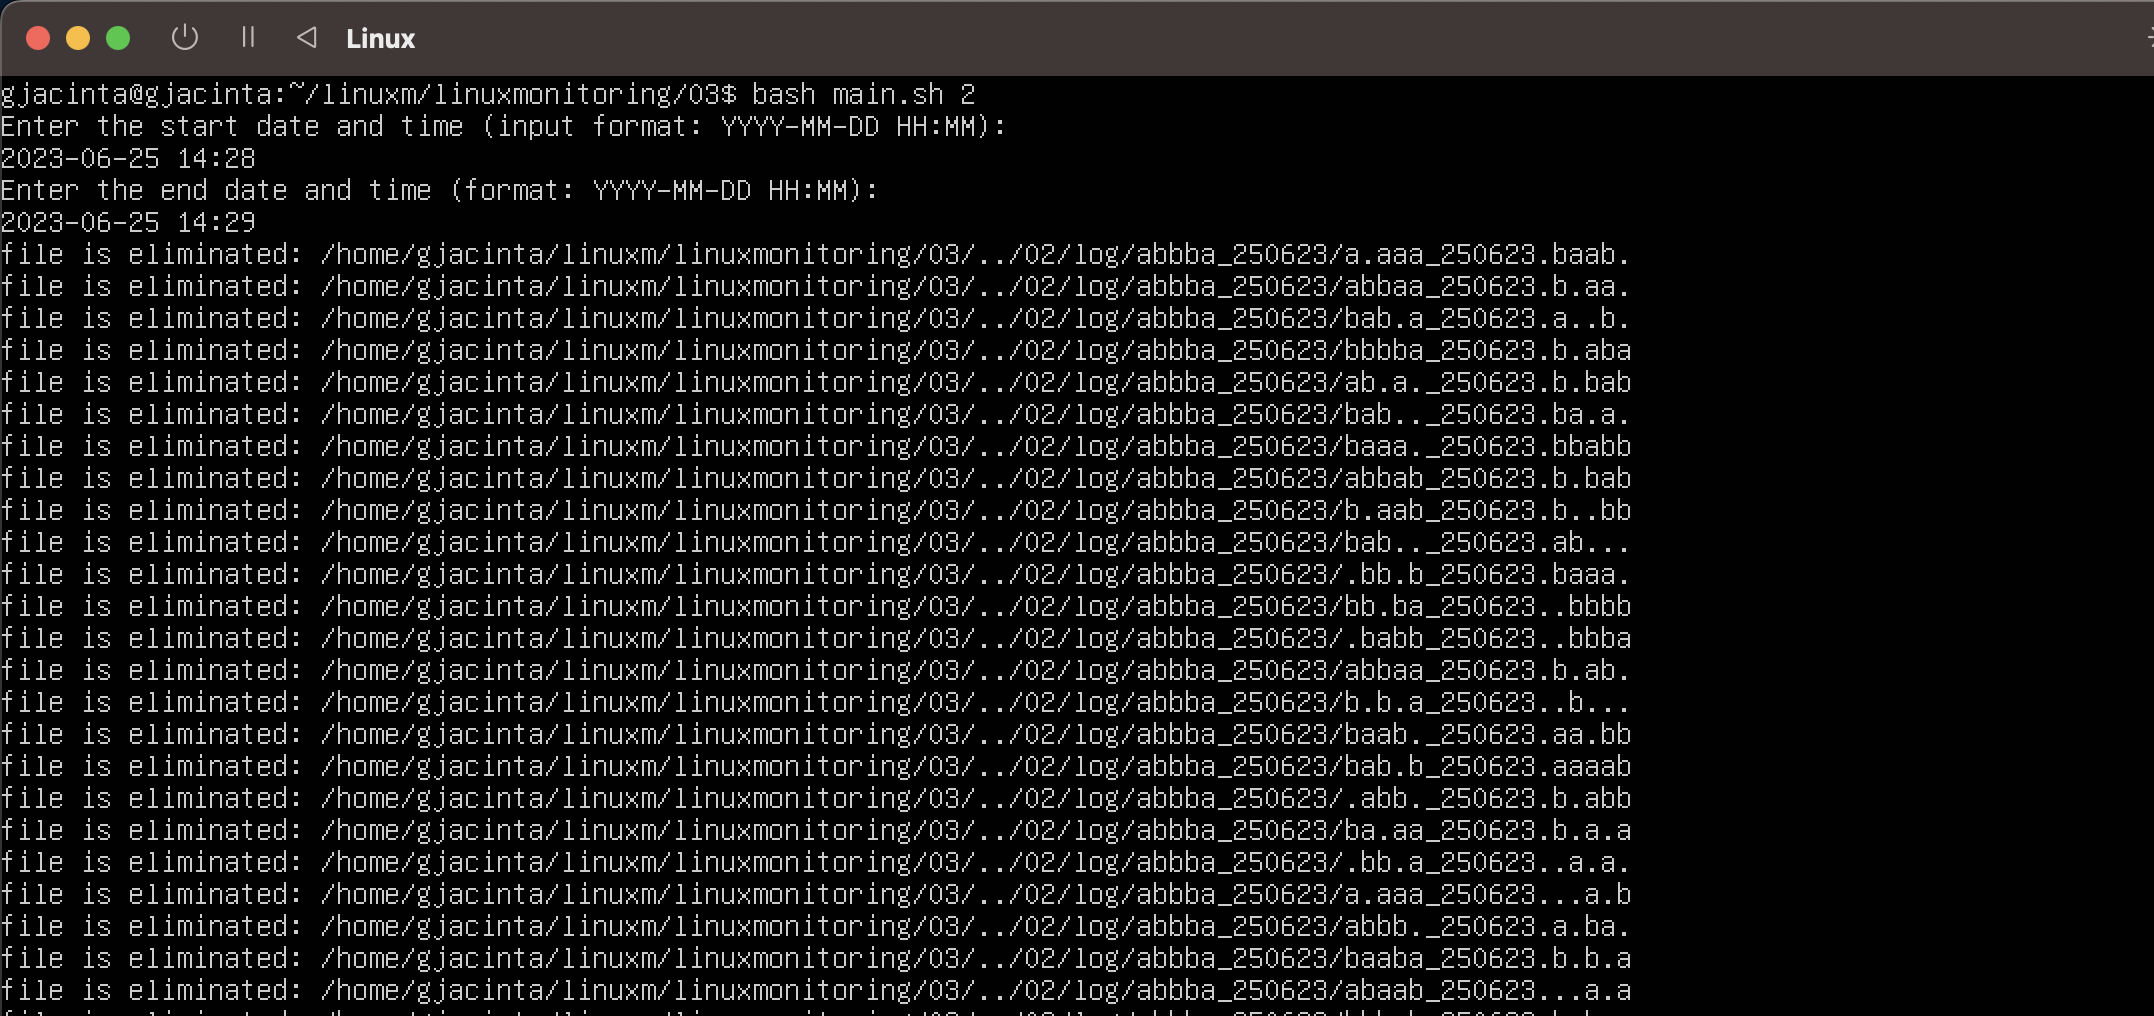 Linux
gjacinta@gjacinta:~/linuxm/linuxmonitoring/03$ bash main.sh 2
Enter the start date and time (input format: YYYY-MM-DD HH:MM):
2023-06-25 14:28
Enter the end date and time (format: YYYY-MM-DD HH:MM):
2023-06-25 14:29
file is eliminated: /home/gjacinta/linuxm/linuxmonitoring/03/../02/log/abbba_250623/a.aaa_250623.baab.
file is eliminated: /home/gjacinta/linuxm/linuxmonitoring/03/../02/log/abbba_250623/abbaa_250623.b.aa.
file is eliminated: /home/gjacinta/linuxm/linuxmonitoring/03/../02/log/abbba_250623/bab.a_250623.a..b.
file is eliminated: /home/gjacinta/linuxm/linuxmonitoring/03/../02/log/abbba_250623/bbbba_250623.b.aba
file is eliminated: /home/gjacinta/linuxm/linuxmonitoring/03/../02/log/abbba_250623/ab.a._250623.b.bab
file is eliminated: /home/gjacinta/linuxm/linuxmonitoring/03/../02/log/abbba_250623/bab.._250623.ba.a.
file is eliminated: /home/gjacinta/linuxm/linuxmonitoring/03/../02/log/abbba_250623/baaa._250623.bbabb
file is eliminated: /home/gjacinta/linuxm/linuxmonitoring/03/../02/log/abbba_250623/abbab_250623.b.bab
file is eliminated: /home/gjacinta/linuxm/linuxmonitoring/03/../02/log/abbba_250623/b.aab_250623.b..bb
file is eliminated: /home/gjacinta/linuxm/linuxmonitoring/03/../02/log/abbba_250623/bab.._250623.ab...
file is eliminated: /home/gjacinta/linuxm/linuxmonitoring/03/../02/log/abbba_250623/.bb.b_250623.baaa.
file is eliminated: /home/gjacinta/linuxm/linuxmonitoring/03/../02/log/abbba_250623/bb.ba_250623..bbbb
file is eliminated: /home/gjacinta/linuxm/linuxmonitoring/03/../02/log/abbba_250623/.babb_250623..bbba
file is eliminated: /home/gjacinta/linuxm/linuxmonitoring/03/../02/log/abbba_250623/abbaa_250623.b.ab.
file is eliminated: /home/gjacinta/linuxm/linuxmonitoring/03/../02/log/abbba_250623/b.b.a_250623..b...
file is eliminated: /home/gjacinta/linuxm/linuxmonitoring/03/../02/log/abbba_250623/baab._250623.aa.bb
file is eliminated: /home/gjacinta/linuxm/linuxmonitoring/03/../02/log/abbba_250623/bab.b_250623.aaaab
file is eliminated: /home/gjacinta/linuxm/linuxmonitoring/03/../02/log/abbba_250623/.abb._250623.b.abb
file is eliminated: /home/gjacinta/linuxm/linuxmonitoring/03/../02/log/abbba_250623/ba.aa_250623.b.a.a
file is eliminated: /home/gjacinta/linuxm/linuxmonitoring/03/../02/log/abbba_250623/.bb.a_250623..a.a.
file is eliminated: /home/gjacinta/linuxm/linuxmonitoring/03/../02/log/abbba_250623/a.aaa_250623...a.b
file is eliminated: /home/gjacinta/linuxm/linuxmonitoring/03/../02/log/abbba_250623/abbb._250623.a.ba.
file is eliminated: /home/gjacinta/linuxm/linuxmonitoring/03/../02/log/abbba_250623/baaba_250623.b.b.a
file is eliminated: /home/gjacinta/linuxm/linuxmonitoring/03/../02/log/abbba_250623/abaab_250623...a.a